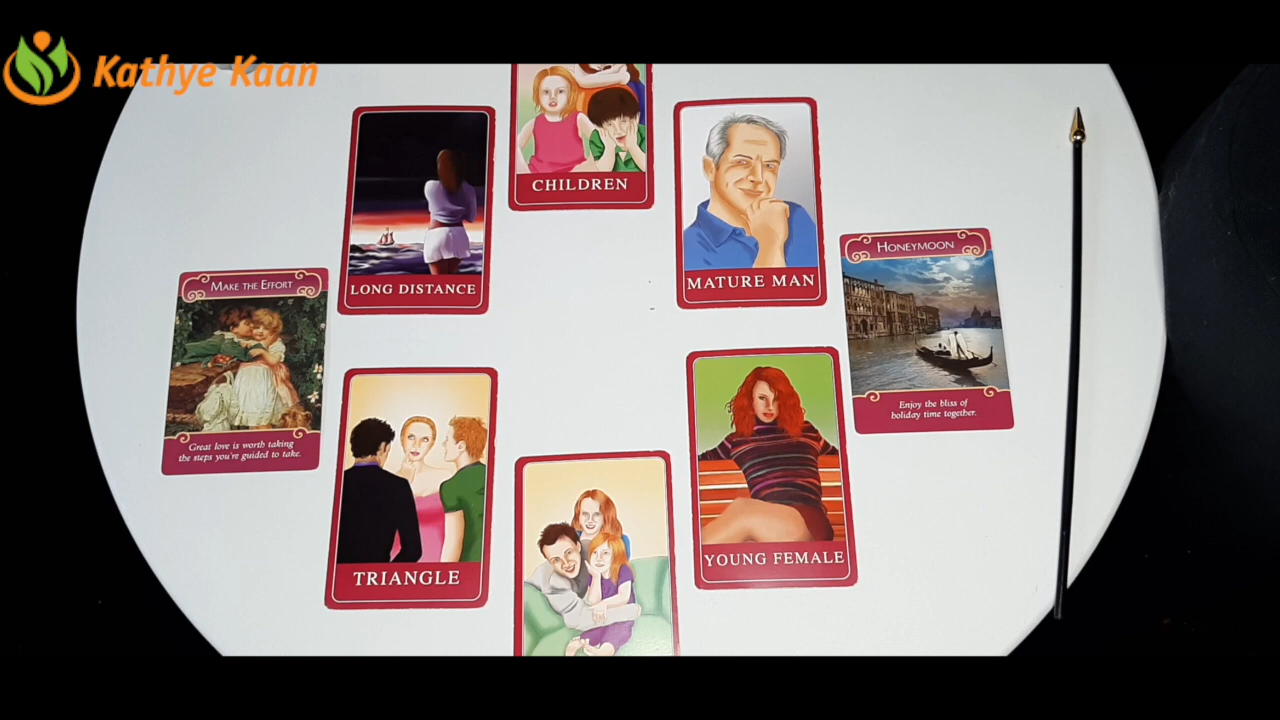 Kathye Kaan
CHILDREN
LONG DISTANCE
MATURE MAN
HONEYMOON
Enjoy the bliss of
holiday time together.
MAKE THE EFFORT
Great love is worth taking
the steps you're guided to take.
TRIANGLE
YOUNG FEMALE